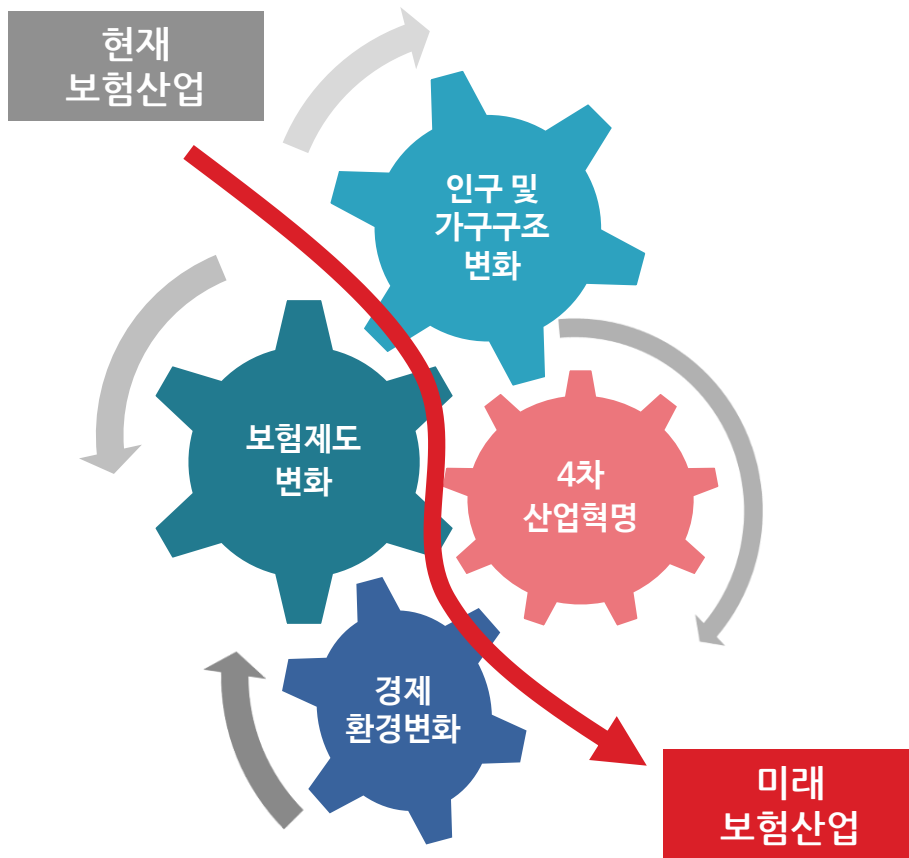 현재
보험산업
인구 및
가구구조
변화
보험제도
변화
4차
산업혁명
경제
환경변화
미래
보험산업